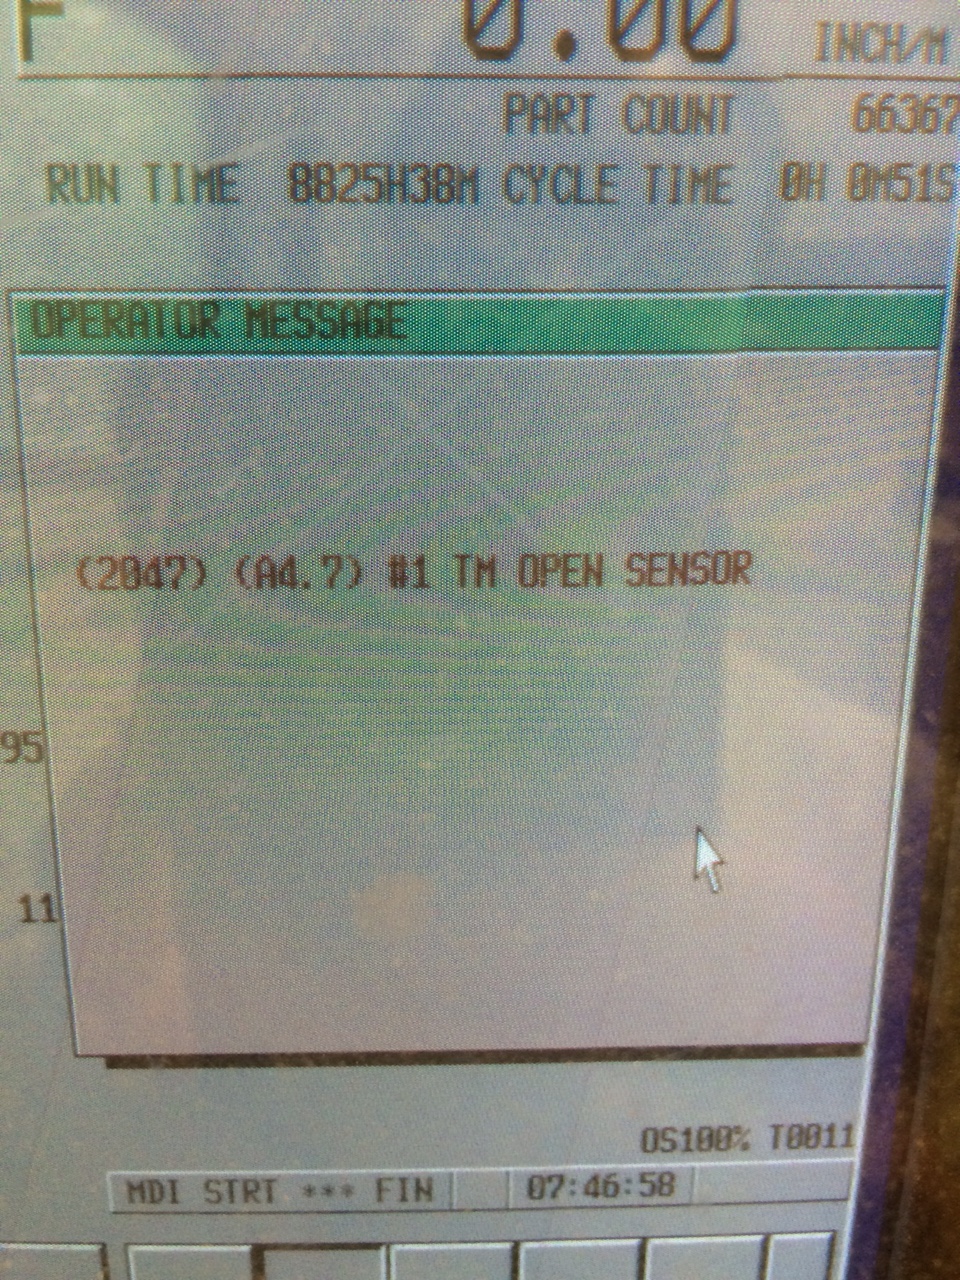 F 0.00 INCH/M
PART COUNT 66367
RUN TIME 8825H38M CYCLE TIME 0H 0M51S
OPERATOR MESSAGE
(2047) (A4.7) #1 TM OPEN SENSOR
95
11
OS100% T0011
MDI STRT *** FIN 07:46:58